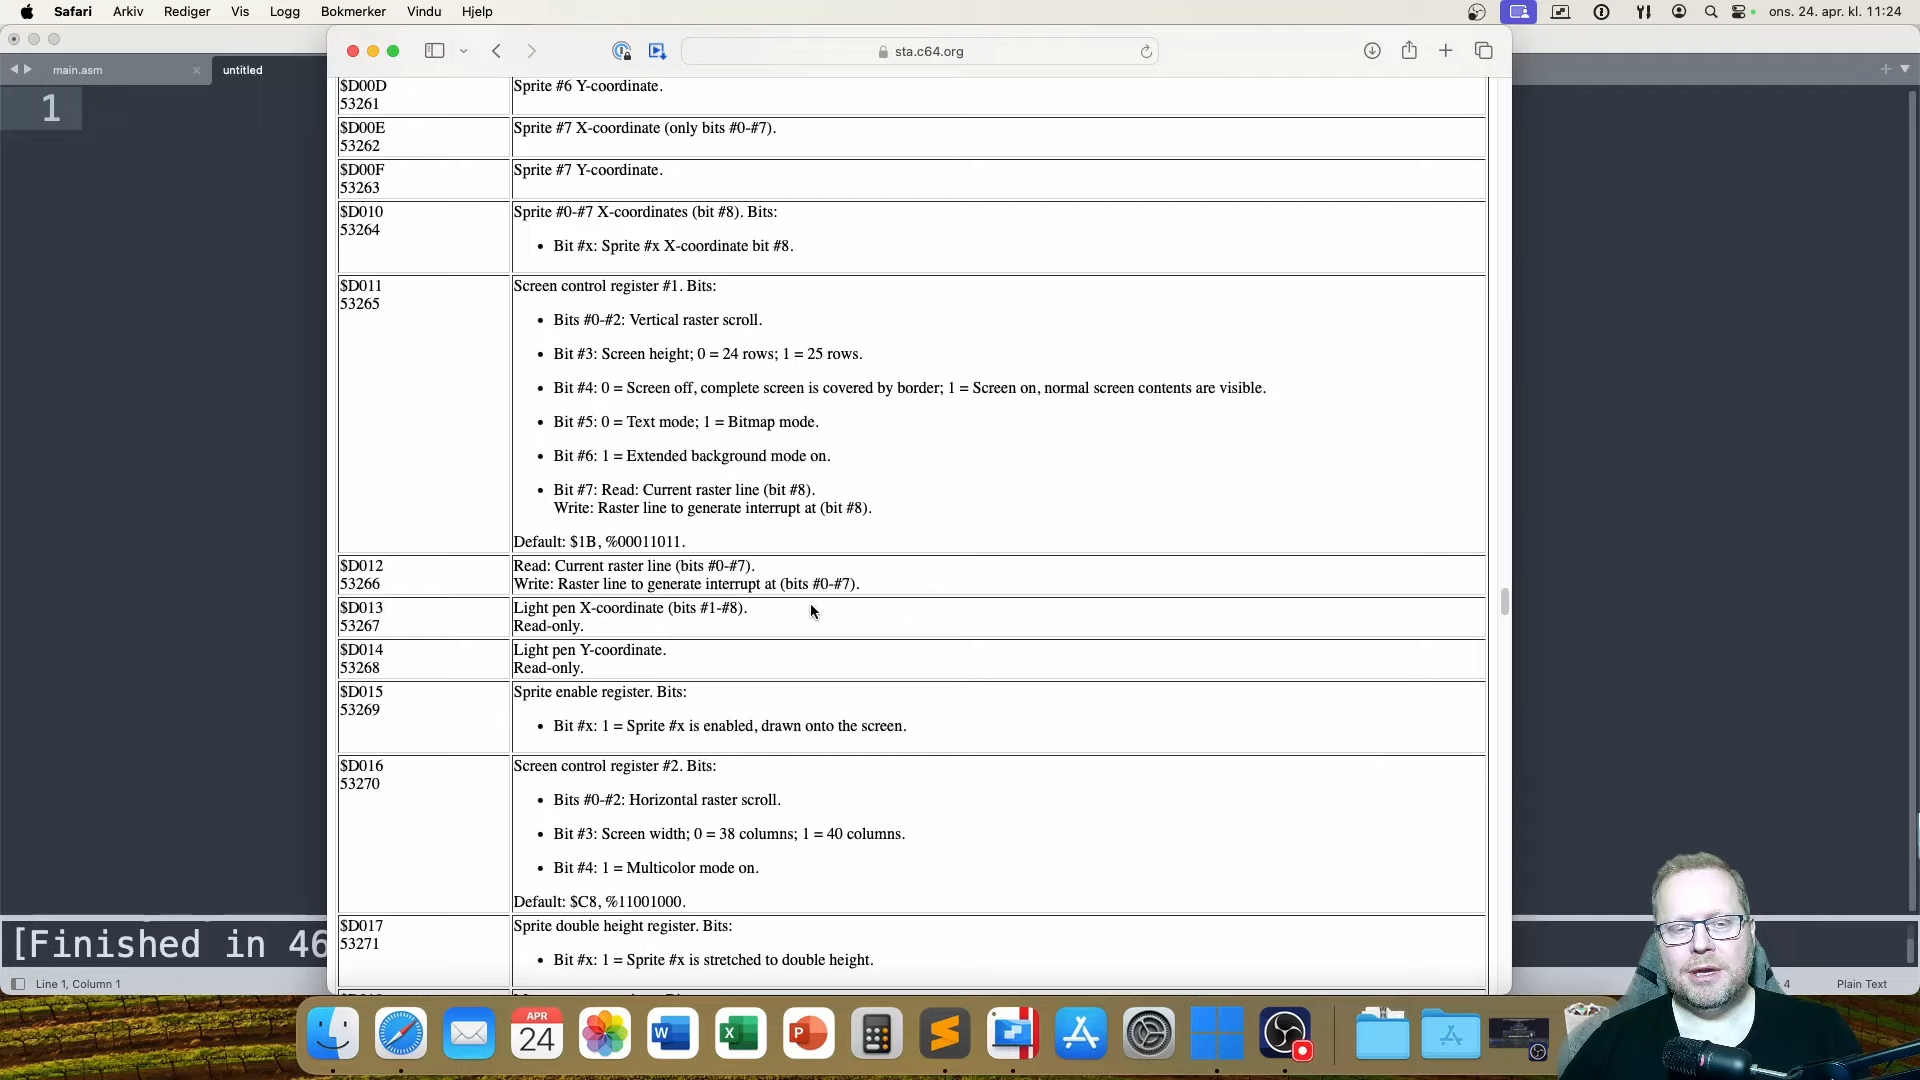 Safari Arkiv Rediger Vis Logg Bokmerker Vindu Hjelp
ons. 24. apr. kl. 11:24
sta.c64.org
main.asm
untitled
1
$D00D
53261
Sprite #6 Y-coordinate.
$D00E
53262
Sprite #7 X-coordinate (only bits #0-#7).
$D00F
53263
Sprite #7 Y-coordinate.
$D010
53264
Sprite #0-#7 X-coordinates (bit #8). Bits:
• Bit #x: Sprite #x X-coordinate bit #8.
$D011
53265
Screen control register #1. Bits:
• Bits #0-#2: Vertical raster scroll.
• Bit #3: Screen height; 0 = 24 rows; 1 = 25 rows.
• Bit #4: 0 = Screen off, complete screen is covered by border; 1 = Screen on, normal screen contents are visible.
• Bit #5: 0 = Text mode; 1 = Bitmap mode.
• Bit #6: 1 = Extended background mode on.
• Bit #7: Read: Current raster line (bit #8).
Write: Raster line to generate interrupt at (bit #8).
Default: $1B, %00011011.
$D012
53266
Read: Current raster line (bits #0-#7).
Write: Raster line to generate interrupt at (bits #0-#7).
$D013
53267
Light pen X-coordinate (bits #1-#8).
Read-only.
$D014
53268
Light pen Y-coordinate.
Read-only.
$D015
53269
Sprite enable register. Bits:
• Bit #x: 1 = Sprite #x is enabled, drawn onto the screen.
$D016
53270
Screen control register #2. Bits:
• Bits #0-#2: Horizontal raster scroll.
• Bit #3: Screen width; 0 = 38 columns; 1 = 40 columns.
• Bit #4: 1 = Multicolor mode on.
Default: $C8, %11001000.
$D017
53271
Sprite double height register. Bits:
• Bit #x: 1 = Sprite #x is stretched to double height.
[Finished in 46
Line 1, Column 1
4
Plain Text
APR
24
W
X
P